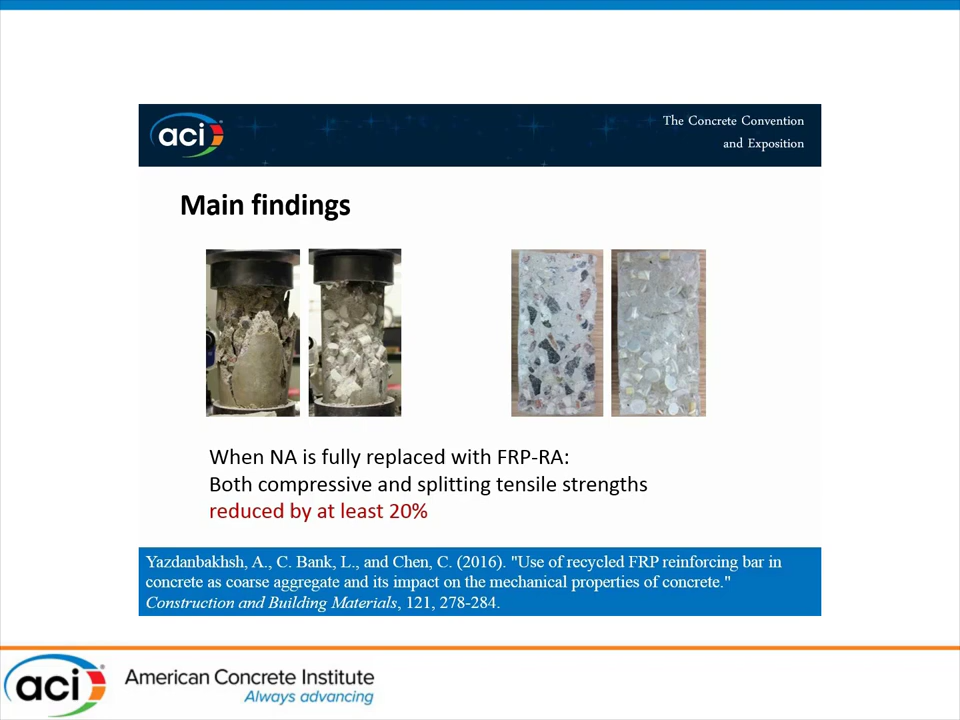 aci
The Concrete Convention
and Exposition
Main findings
When NA is fully replaced with FRP-RA:
Both compressive and splitting tensile strengths
reduced by at least 20%
Yazdanbakhsh, A., C. Bank, L., and Chen, C. (2016). "Use of recycled FRP reinforcing bar in
concrete as coarse aggregate and its impact on the mechanical properties of concrete."
Construction and Building Materials, 121, 278-284.
aci
American Concrete Institute
Always advancing